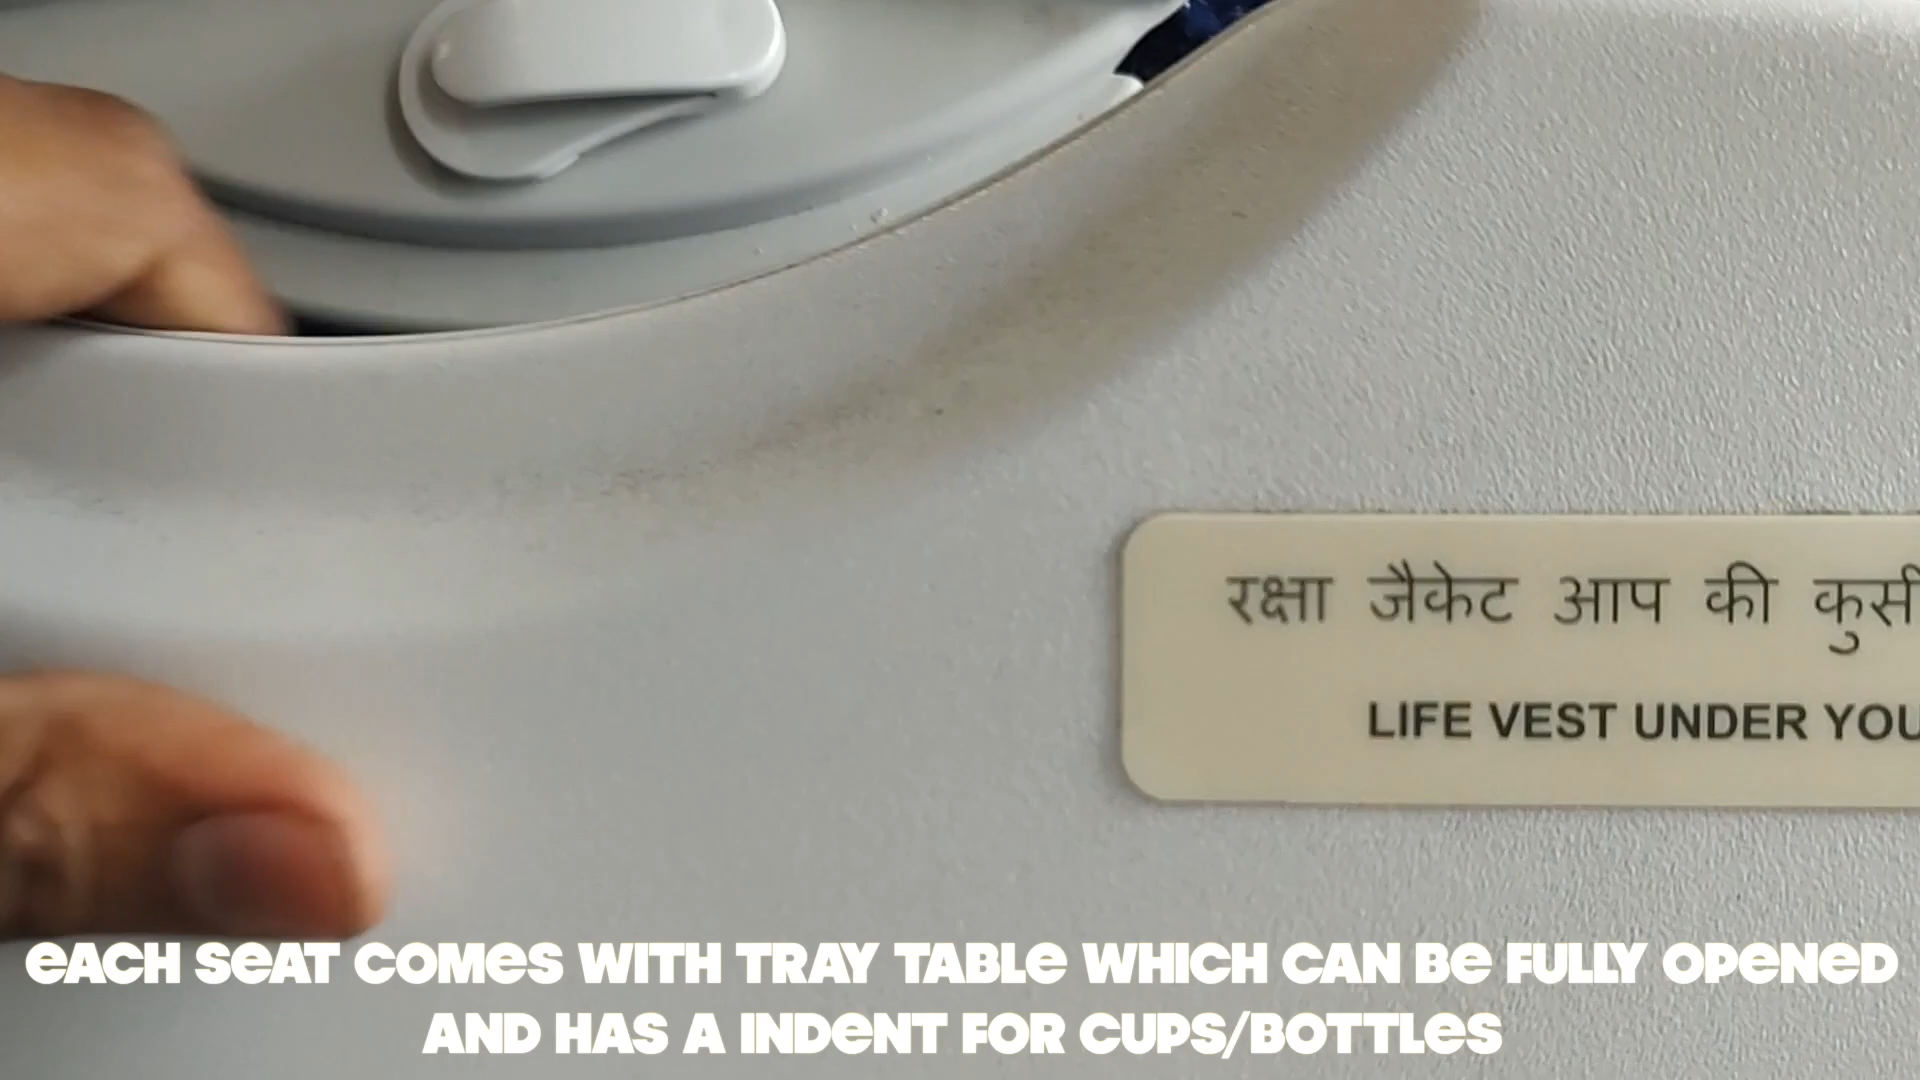 रक्षा जैकेट आप की
LIFE VEST UNDER
eACH SeAT COMeS WITH TRAY TABLe WHICH CAN Be FULLY OPeNeD
AND HAS A INDeNT FOR CUPS/BOTTLeS